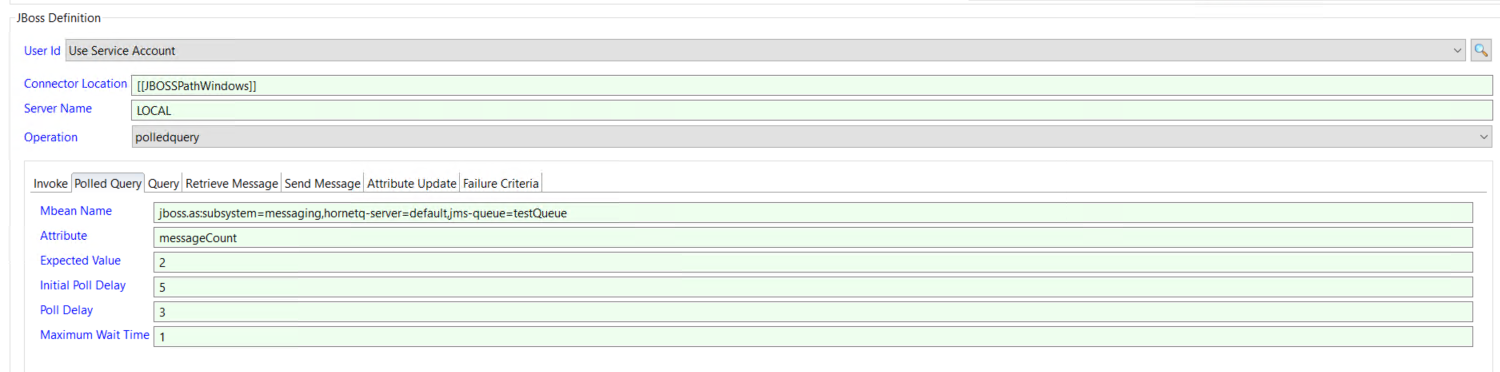 JBoss Definition
User Id Use Service Account
Connector Location [[JBOSSPathWindows]]
Server Name LOCAL
Operation polledquery
Invoke Polled Query Query Retrieve Message Send Message Attribute Update Failure Criteria
Mbean Name jboss.as:subsystem=messaging,hornetq-server=default,jms-queue=testQueue
Attribute messageCount
Expected Value 2
Initial Poll Delay 5
Poll Delay 3
Maximum Wait Time 1